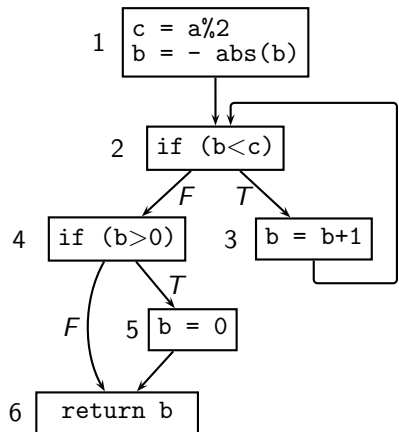 1
c = a%2
b = - abs(b)
2
if (b<c)
F
T
4
if (b>0)
3
b = b+1
F
T
5
b = 0
6
return b